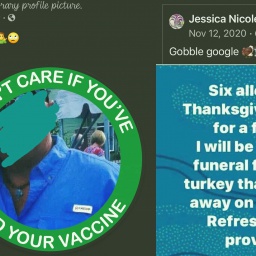 rary profile picture.
'T CARE IF YOU'VE
YOUR VACCINE
Jessica Nicole
Nov 12, 2020
Gobble google
Six alle
Thanksgiv
for a f
I will be
funeral f
turkey tha
away on
Refres
prov